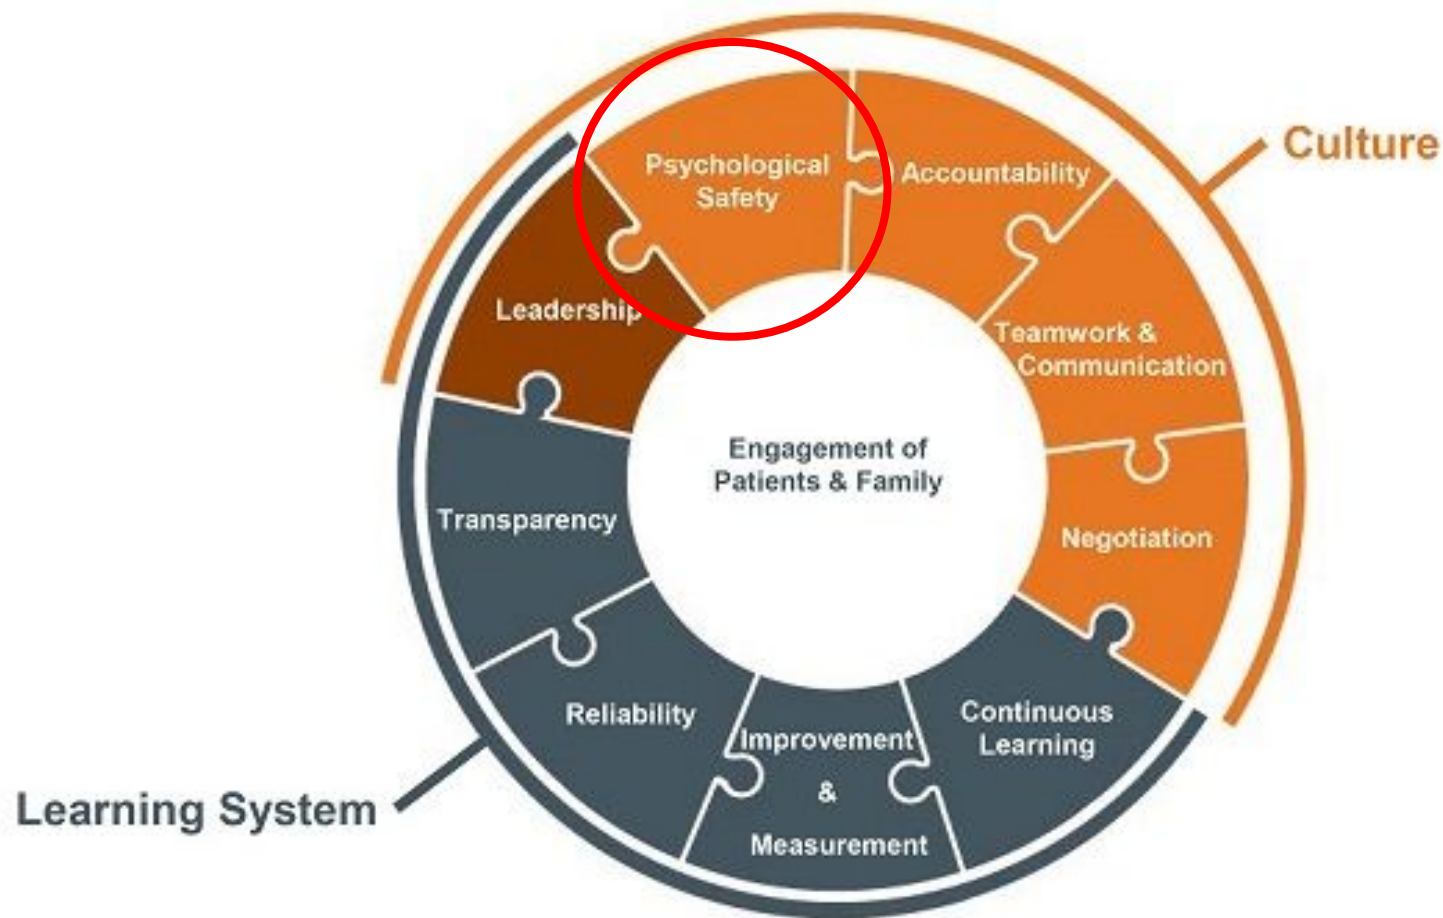 Culture
Psychological
Safety
Accountability
Teamwork &
Communication
Negotiation
Continuous
Learning
Improvement
&
Measurement
Reliability
Transparency
Leadership
Engagement of
Patients & Family
Learning System